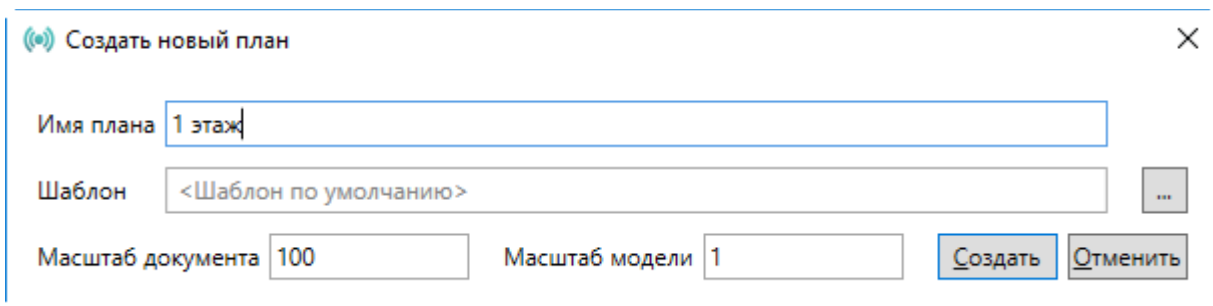 Создать новый план
Имя плана 1 этаж
Шаблон <Шаблон по умолчанию> ...
Масштаб документа 100 Масштаб модели 1 Создать Отменить